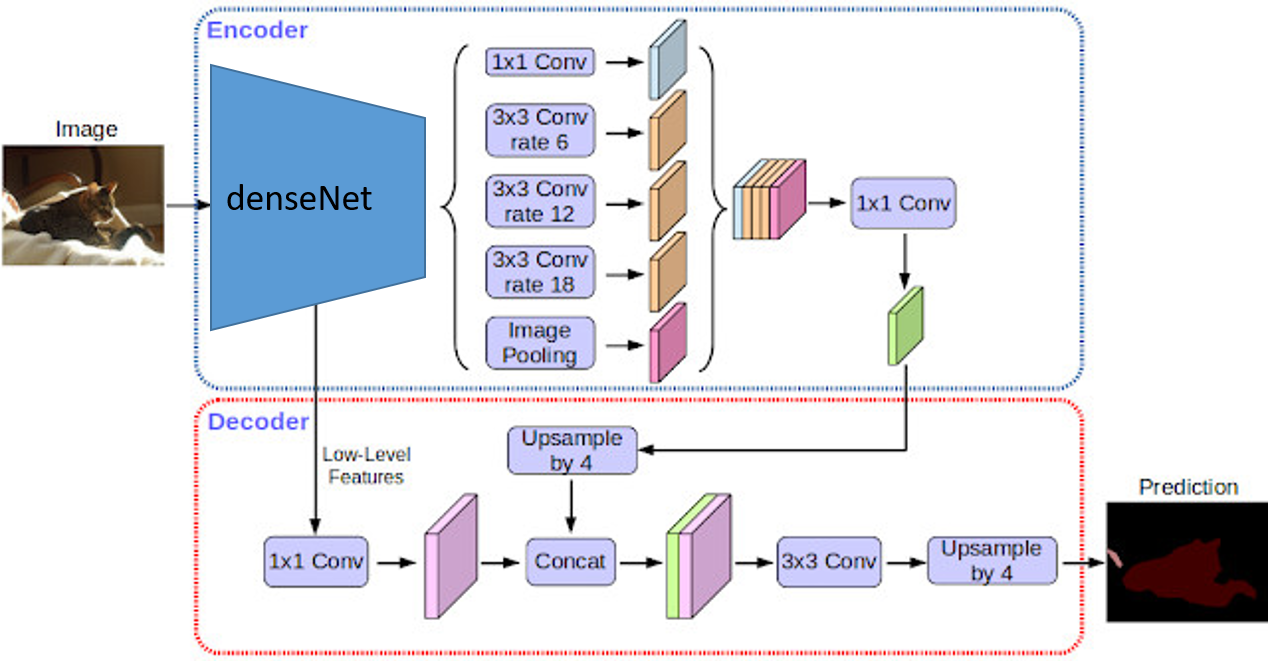 Encoder
Image
denseNet
1x1 Conv
3x3 Conv
rate 6
3x3 Conv
rate 12
3x3 Conv
rate 18
Image
Pooling
1x1 Conv
Decoder
Low-Level
Features
Upsample
by 4
1x1 Conv
Concat
3x3 Conv
Upsample
by 4
Prediction